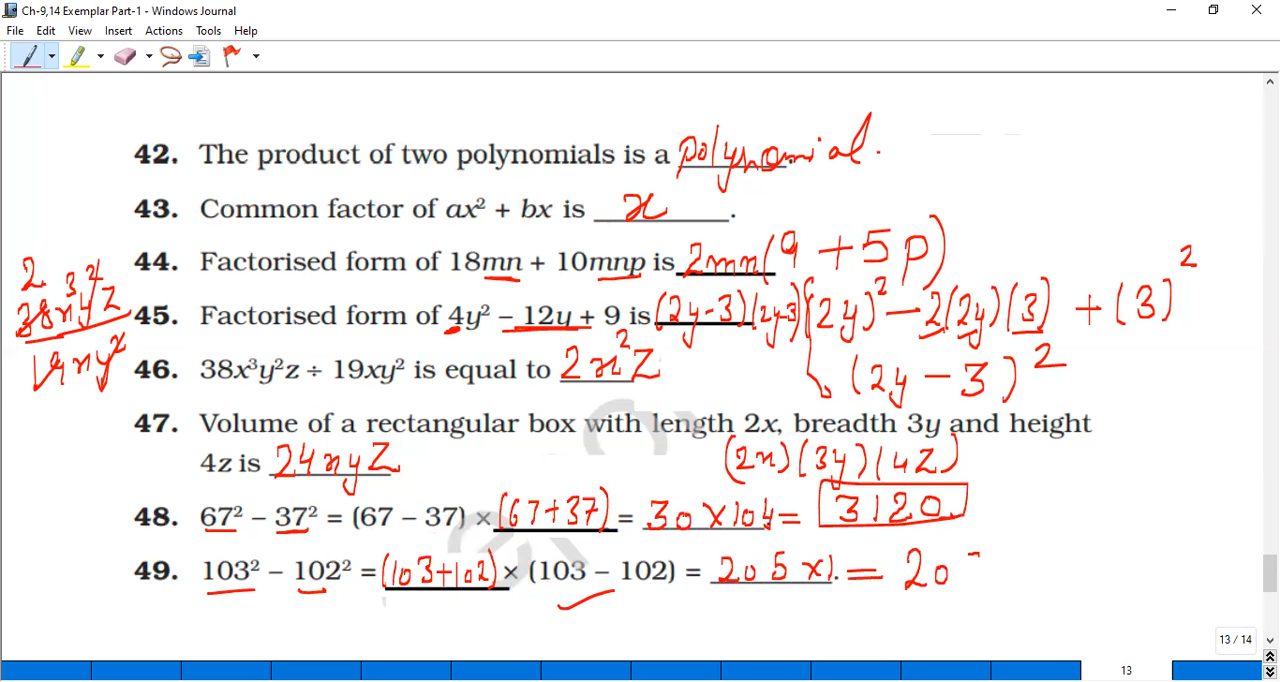 Ch-9,14 Exemplar Part-1 - Windows Journal
File Edit View Insert Actions Tools Help
42. The product of two polynomials is a polynomial.
43. Common factor of ax² + bx is x.
44. Factorised form of 18mn + 10mnp is 2mn(9 + 5p)
45. Factorised form of 4y² – 12y + 9 is (2y-3)(2y-3) (2y)² - 2(2y)(3) + (3)²
(2y - 3)²
2 38x³y²z
19xy²
46. 38x³y²z ÷ 19xy² is equal to 2x²z
47. Volume of a rectangular box with length 2x, breadth 3y and height
4z is 24xyz (2x)(3y)(4z)
48. 67² – 37² = (67 – 37) × (67+37) = 30 × 104 = 3120
49. 103² – 102² = (103+102) × (103 – 102) = 205 × 1. = 20
13 / 14
13